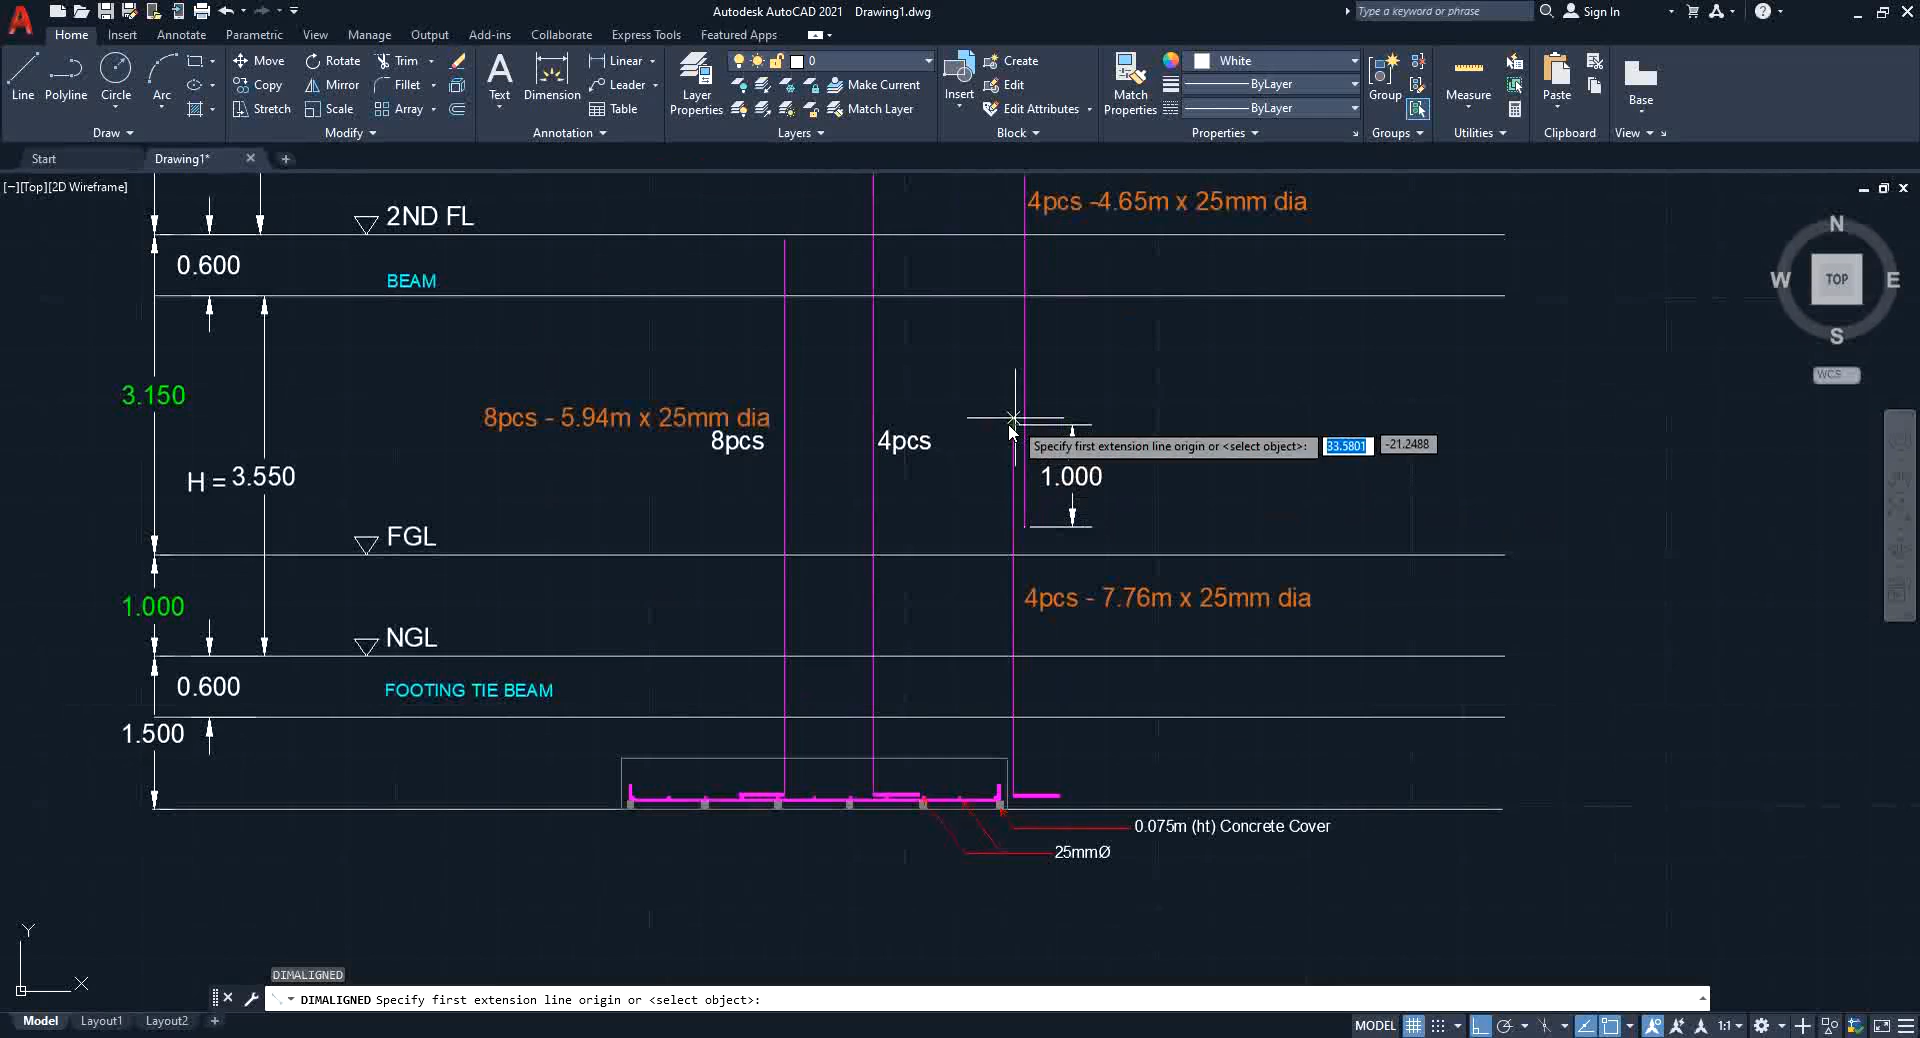 Autodesk AutoCAD 2021 Drawing1.dwg
Type a keyword or phrase
Sign In
Home Insert Annotate Parametric View Manage Output Add-ins Collaborate Express Tools Featured Apps
Line Polyline Circle Arc
Move Rotate Trim
Copy Mirror Fillet
Stretch Scale Array
Text Dimension
Linear
Leader
Table
Layer Properties
0
Make Current
Match Layer
Insert
Create
Edit
Edit Attributes
Match Properties
White
ByLayer
ByLayer
Group
Measure
Paste
Base
Draw Modify Annotation Layers Block Properties Groups Utilities Clipboard View
Start Drawing1*
[−][Top][2D Wireframe]
4pcs -4.65m x 25mm dia
2ND FL
0.600
BEAM
3.150
8pcs - 5.94m x 25mm dia
8pcs
4pcs
H = 3.550
Specify first extension line origin or <select object>: 33.5801 -21.2488
1.000
FGL
1.000
4pcs - 7.76m x 25mm dia
NGL
0.600
FOOTING TIE BEAM
1.500
0.075m (ht) Concrete Cover
25mmØ
N
W TOP E
S
WCS
Y
X
DIMALIGNED
DIMALIGNED Specify first extension line origin or <select object>:
Model Layout1 Layout2
MODEL 1:1